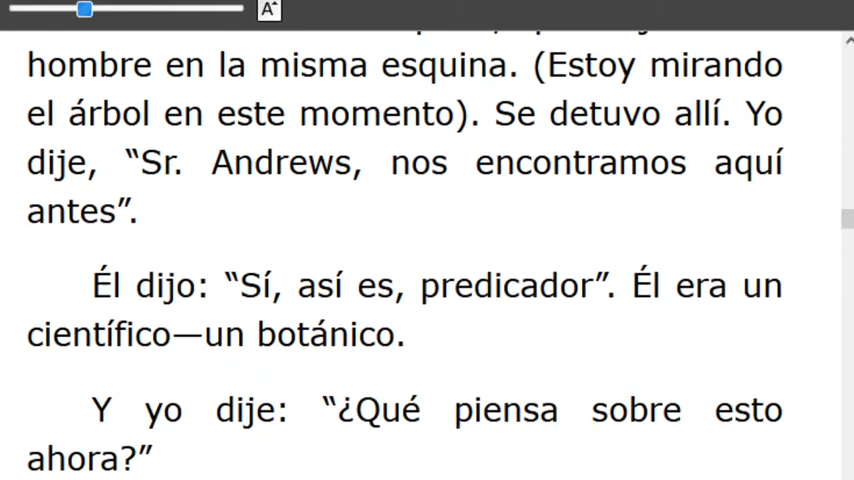 A
hombre en la misma esquina. (Estoy mirando
el árbol en este momento). Se detuvo allí. Yo
dije, “Sr. Andrews, nos encontramos aquí
antes”.
Él dijo: “Sí, así es, predicador”. Él era un
científico—un botánico.
Y yo dije: “¿Qué piensa sobre esto
ahora?”